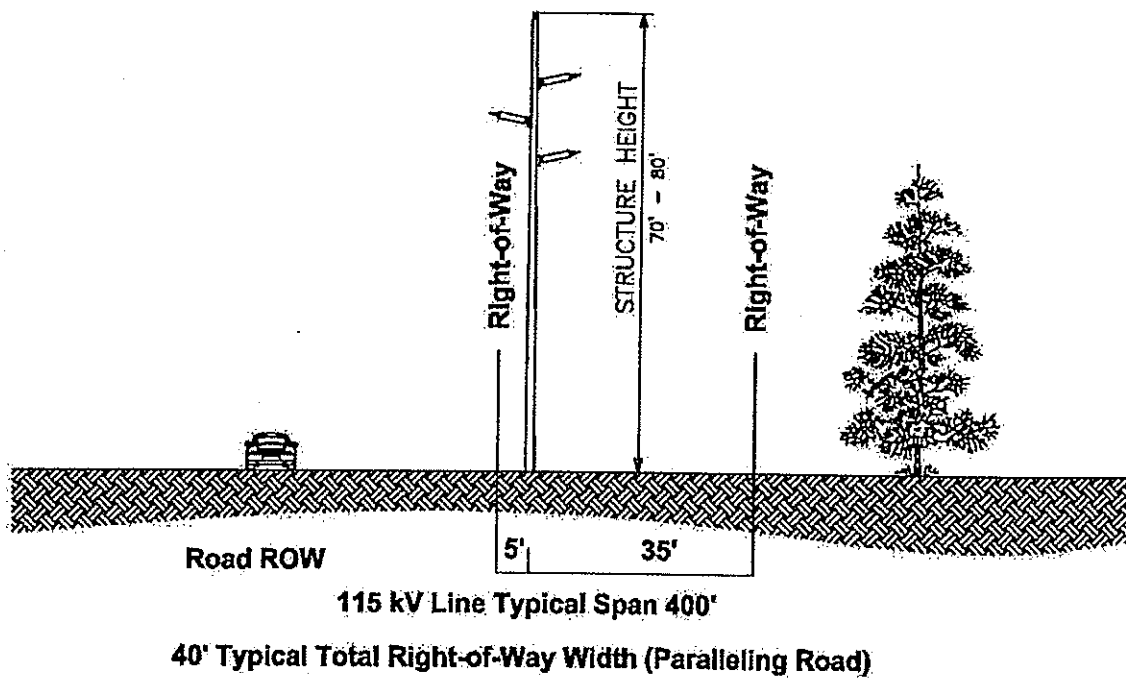 STRUCTURE HEIGHT
70' - 80'
Right-of-Way
Right-of-Way
5'
35'
Road ROW
115 kV Line Typical Span 400'
40' Typical Total Right-of-Way Width (Paralleling Road)